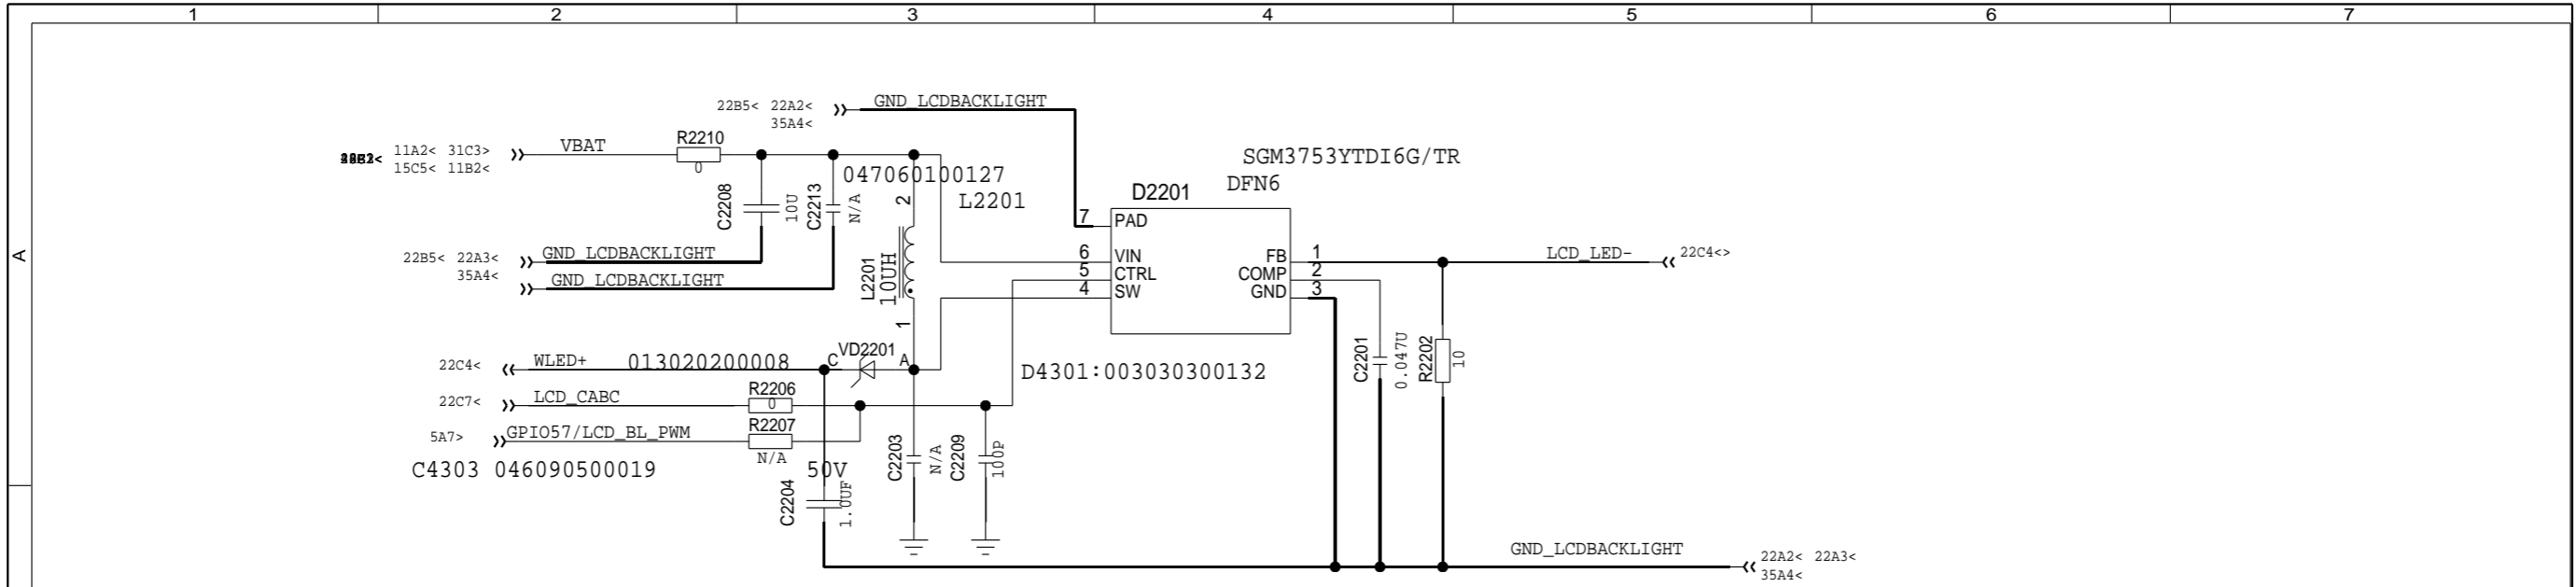 1 2 3 4 5 6 7
A
22B5< 22A2< GND_LCDBACKLIGHT
35A4<
11A2< 31C3> VBAT R2210
15C5< 11B2< 0
SGM3753YTDI6G/TR
DFN6
047060100127
L2201
C2208 10U C2213 N/A 2
D2201
7 PAD
22B5< 22A3< GND_LCDBACKLIGHT
35A4< GND_LCDBACKLIGHT
L2201 10UH
6 VIN FB 1 LCD_LED- 22C4<>
5 CTRL COMP 2
4 SW GND 3
1
22C4< WLED+ 013020200008 C VD2201 A
D4301:003030300132
C2201 0.047U R2202 10
22C7< LCD_CABC R2206
0
5A7> GPIO57/LCD_BL_PWM R2207
N/A
C4303 046090500019 50V
C2204 1.0UF
C2203 N/A C2209 100P
GND_LCDBACKLIGHT 22A2< 22A3<
35A4<